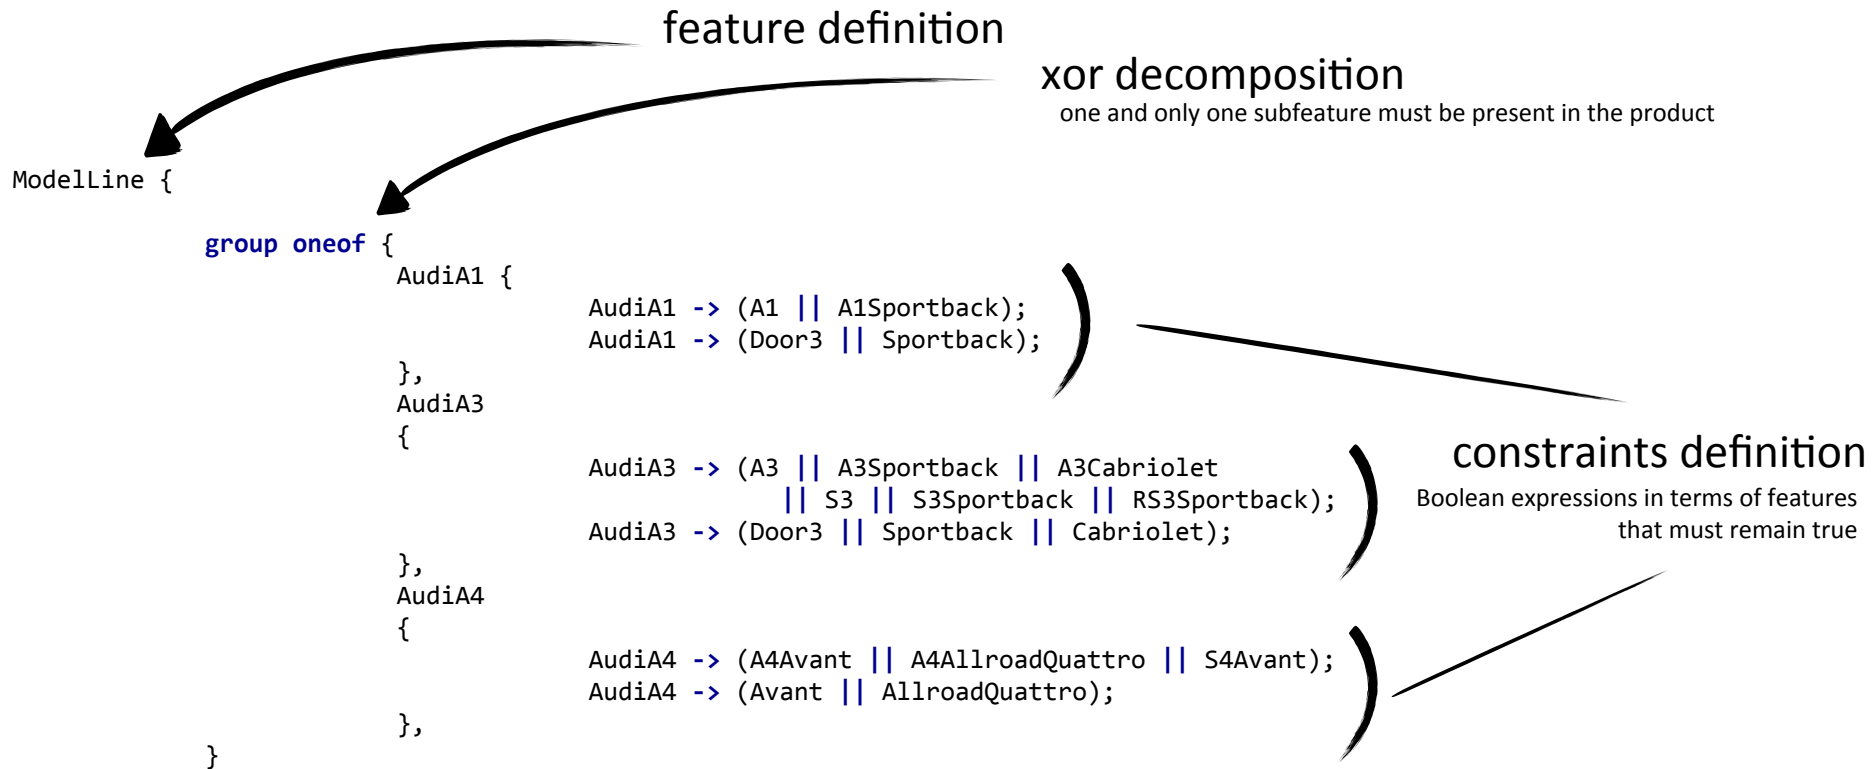 feature definition
xor decomposition
one and only one subfeature must be present in the product
ModelLine {
group oneof {
AudiA1 {
AudiA1 -> (A1 || A1Sportback);
AudiA1 -> (Door3 || Sportback);
},
AudiA3
{
AudiA3 -> (A3 || A3Sportback || A3Cabriolet
|| S3 || S3Sportback || RS3Sportback);
AudiA3 -> (Door3 || Sportback || Cabriolet);
},
AudiA4
{
AudiA4 -> (A4Avant || A4AllroadQuattro || S4Avant);
AudiA4 -> (Avant || AllroadQuattro);
},
}
constraints definition
Boolean expressions in terms of features
that must remain true